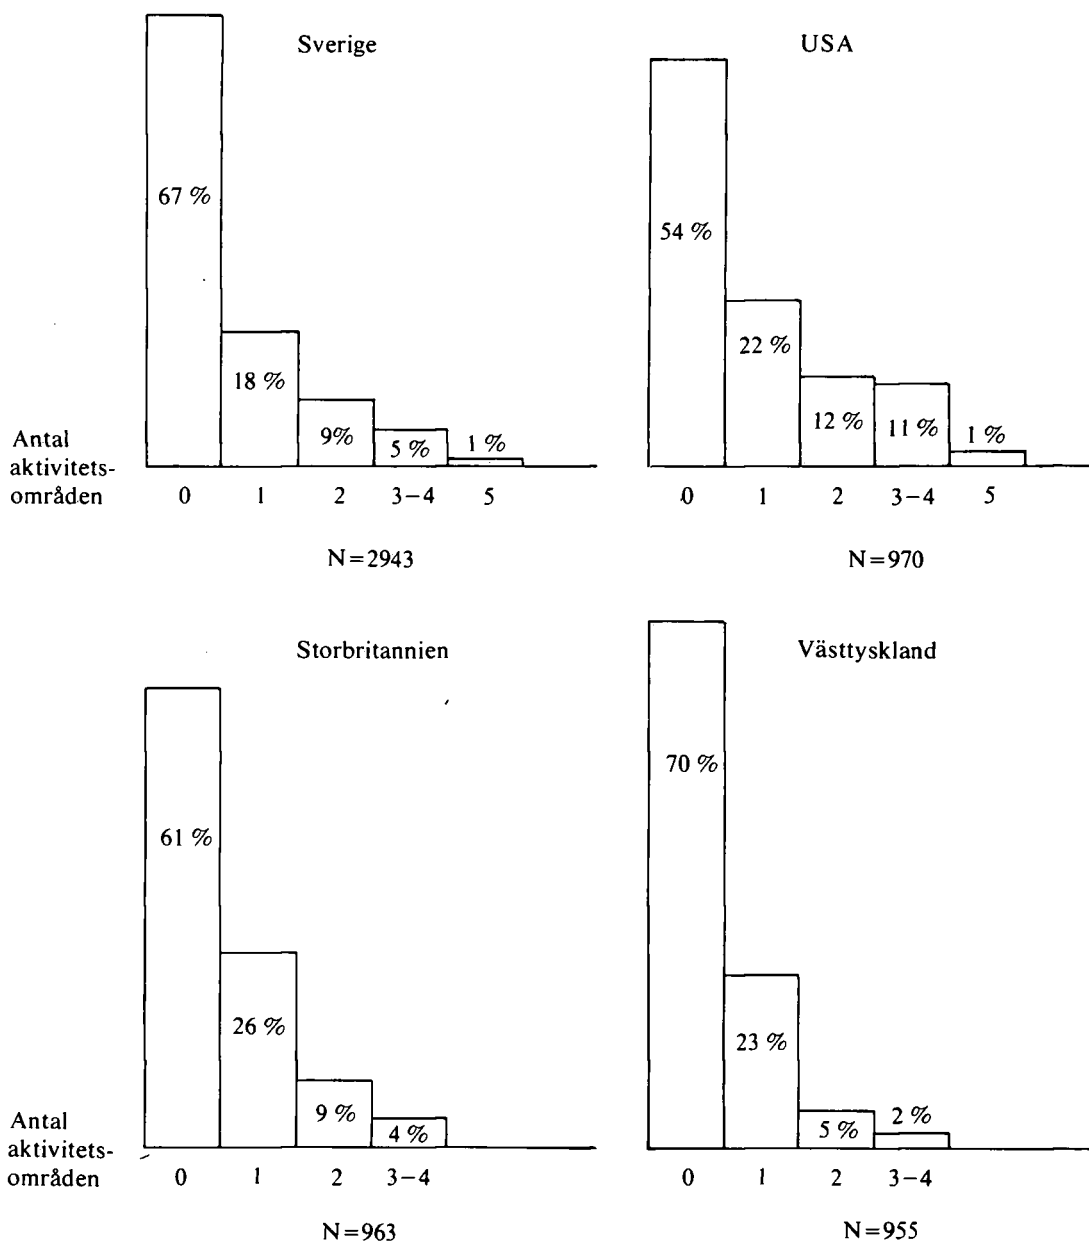 Sverige
67 %
18 %
9%
5 %
1 %
Antal
aktivitets-
områden
0 1 2 3–4 5
N=2943
USA
54 %
22 %
12 %
11 %
1 %
0 1 2 3–4 5
N=970
Storbritannien
61 %
26 %
9 %
4 %
Antal
aktivitets-
områden
0 1 2 3–4
N=963
Västtyskland
70 %
23 %
5 %
2 %
0 1 2 3–4
N=955